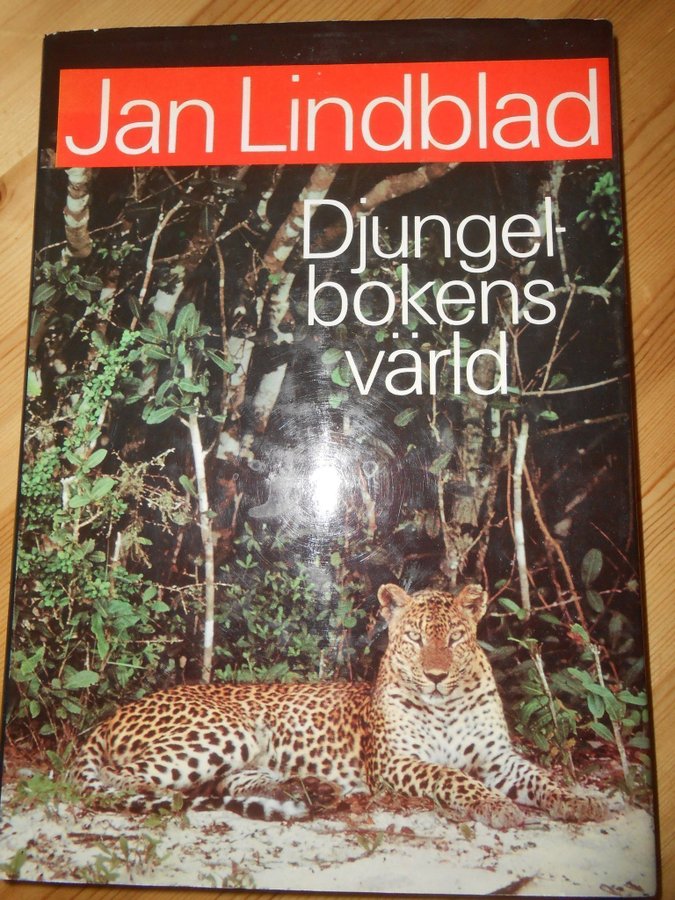 Jan Lindblad
Djungel-
bokens
värld